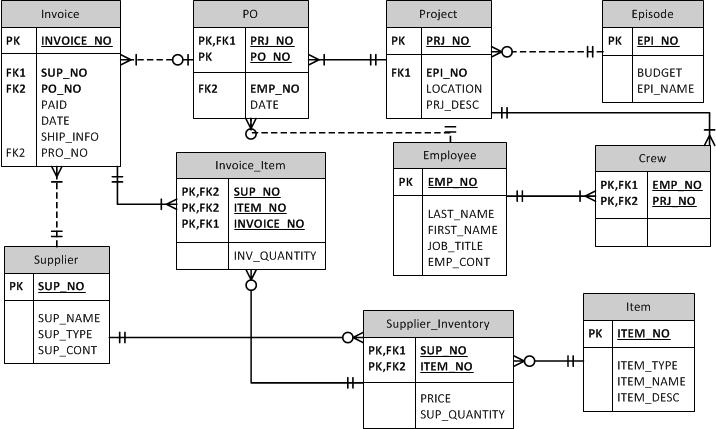 Invoice
PK INVOICE_NO
FK1 SUP_NO
FK2 PO_NO
PAID
DATE
SHIP_INFO
FK2 PRO_NO
PO
PK,FK1 PRJ_NO
PK PO_NO
FK2 EMP_NO
DATE
Project
PK PRJ_NO
FK1 EPI_NO
LOCATION
PRJ_DESC
Episode
PK EPI_NO
BUDGET
EPI_NAME
Invoice_Item
PK,FK2 SUP_NO
PK,FK2 ITEM_NO
PK,FK1 INVOICE_NO
INV_QUANTITY
Employee
PK EMP_NO
LAST_NAME
FIRST_NAME
JOB_TITLE
EMP_CONT
Crew
PK,FK1 EMP_NO
PK,FK2 PRJ_NO
Supplier
PK SUP_NO
SUP_NAME
SUP_TYPE
SUP_CONT
Supplier_Inventory
PK,FK1 SUP_NO
PK,FK2 ITEM_NO
PRICE
SUP_QUANTITY
Item
PK ITEM_NO
ITEM_TYPE
ITEM_NAME
ITEM_DESC